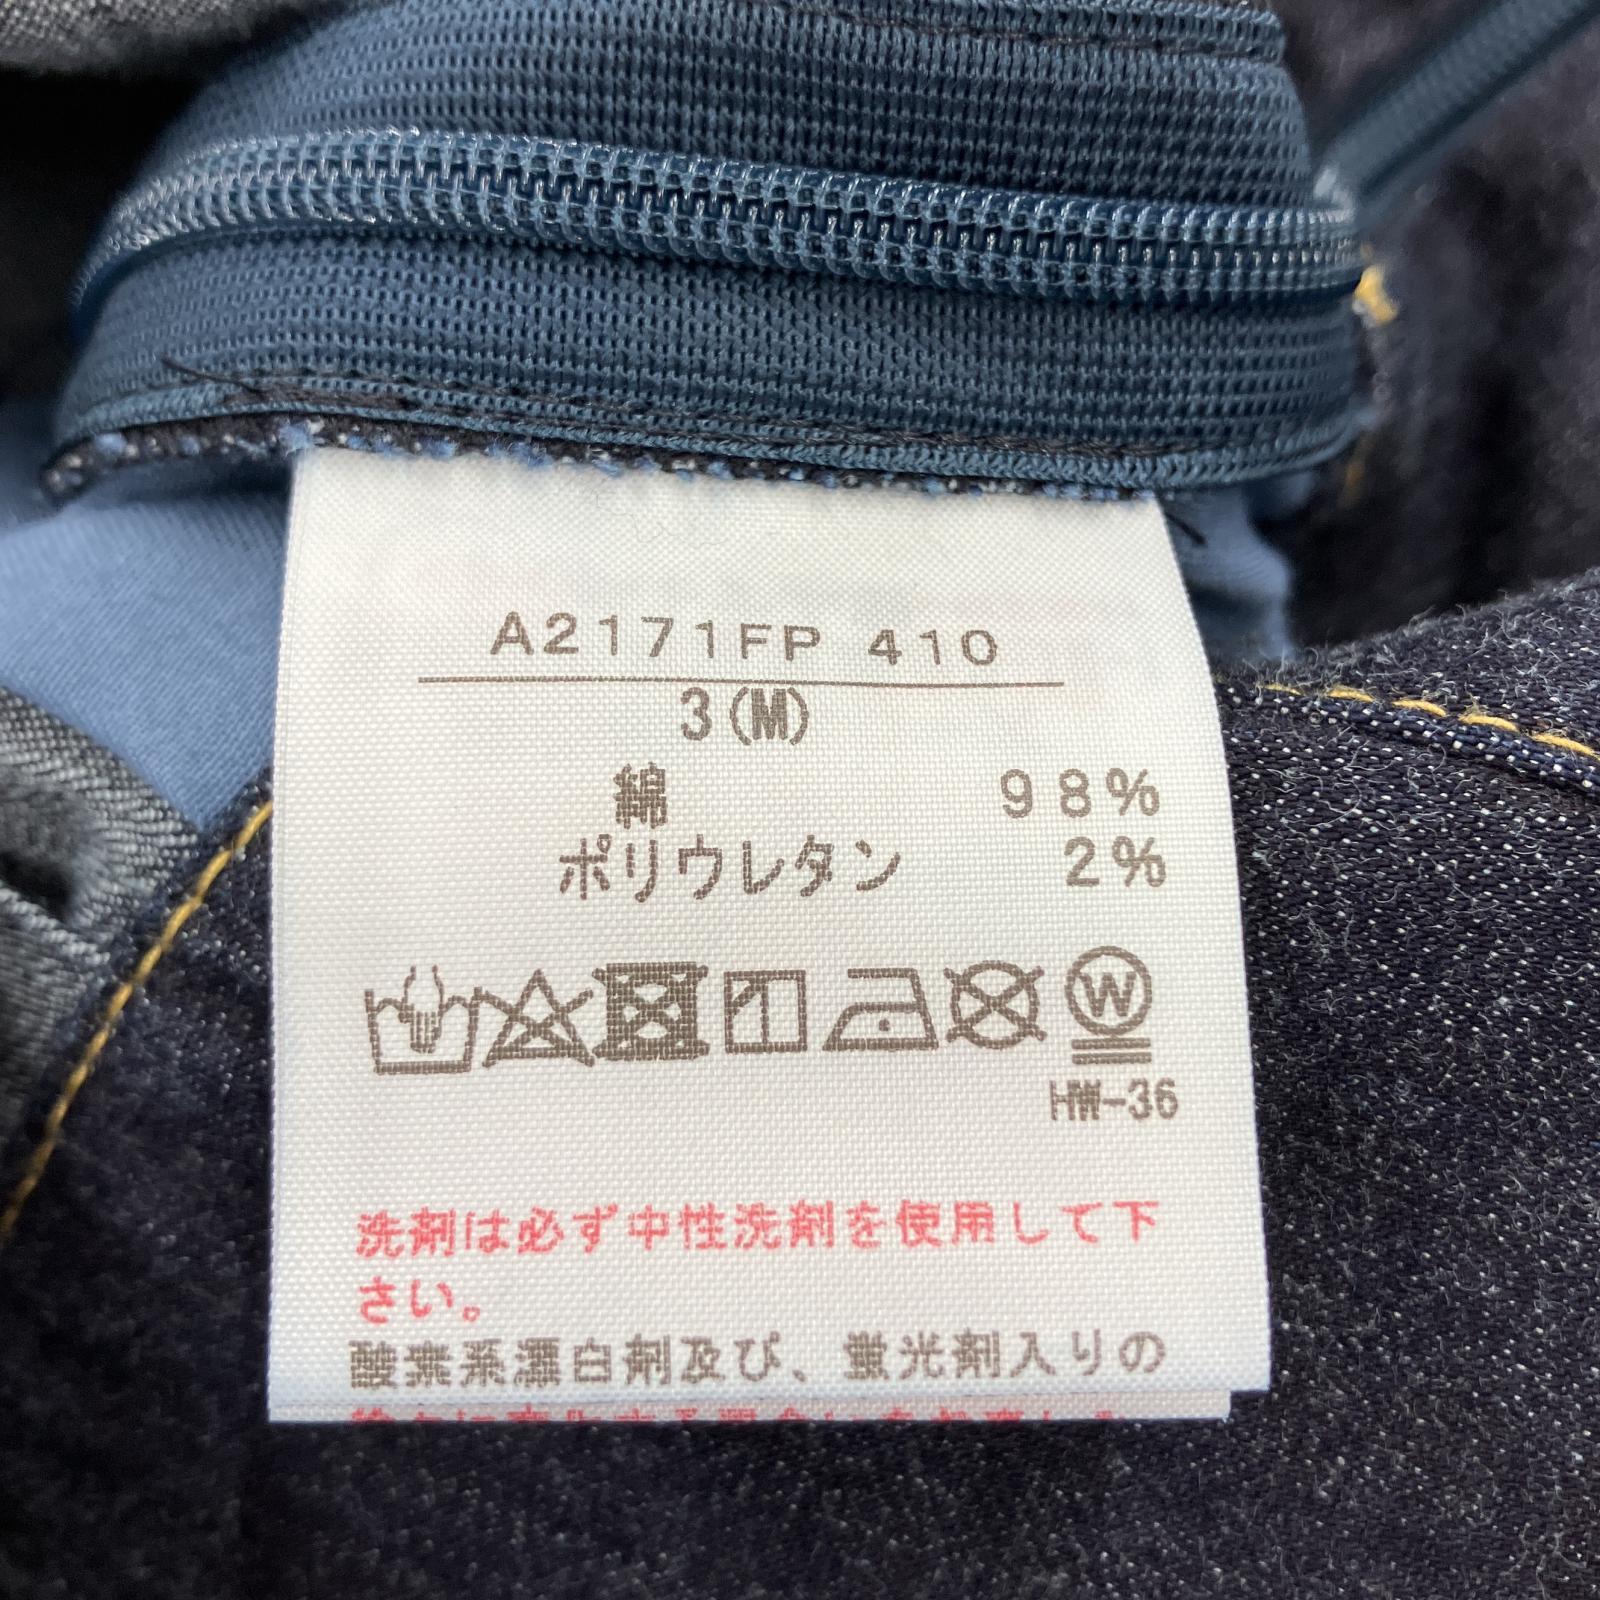 A2171FP 410
3(M)
綿 98%
ポリウレタン 2%
W
HW-36
洗剤は必ず中性洗剤を使用して下
さい。
酸素系漂白剤及び、蛍光剤入りの